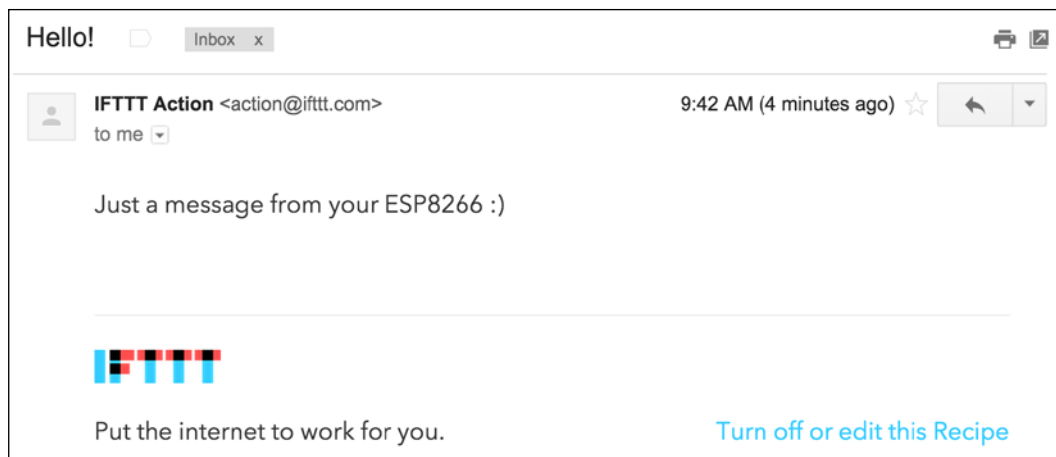 Hello! Inbox x
IFTTT Action <action@ifttt.com> 9:42 AM (4 minutes ago)
to me
Just a message from your ESP8266 :)
IFTTT
Put the internet to work for you. Turn off or edit this Recipe